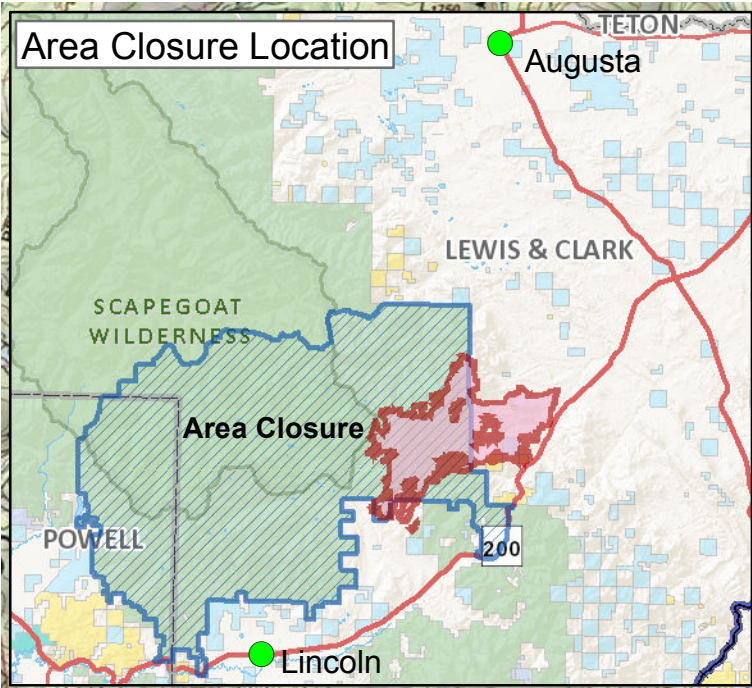 Area Closure Location
TETON
Augusta
LEWIS & CLARK
SCAPEGOAT
WILDERNESS
Area Closure
POWELL
200
Lincoln